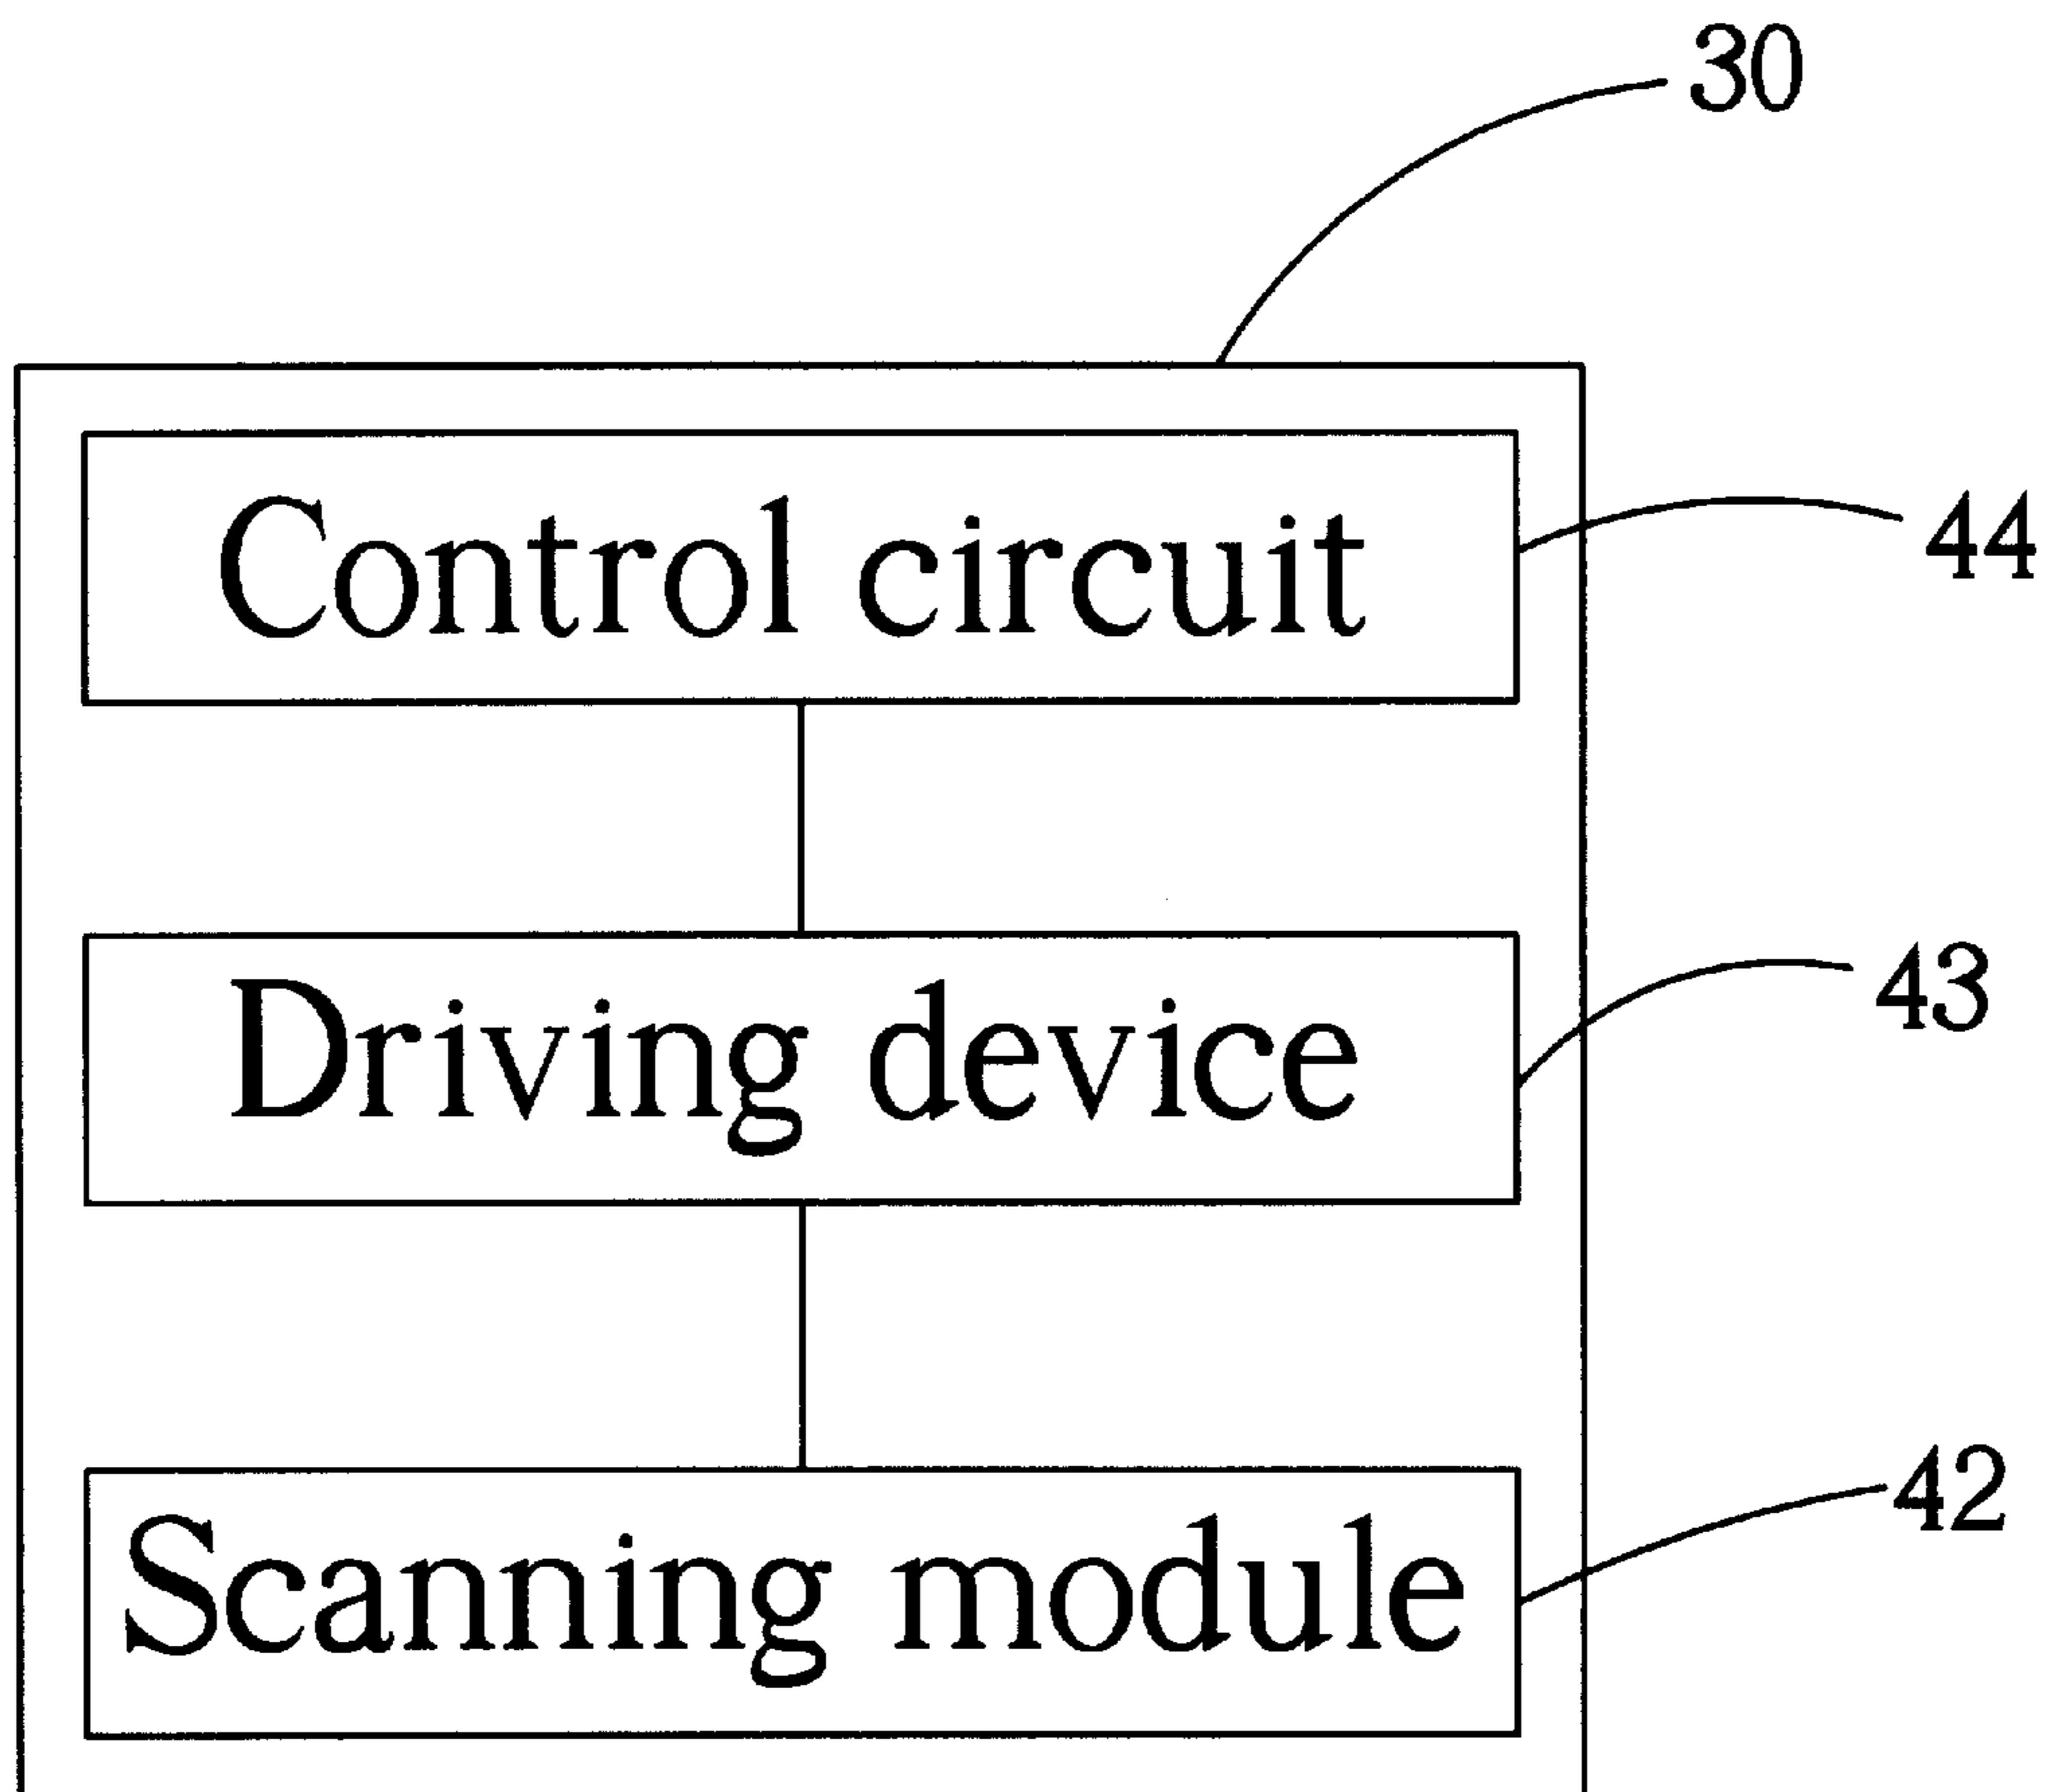 30
Control circuit
44
Driving device
43
Scanning module
42